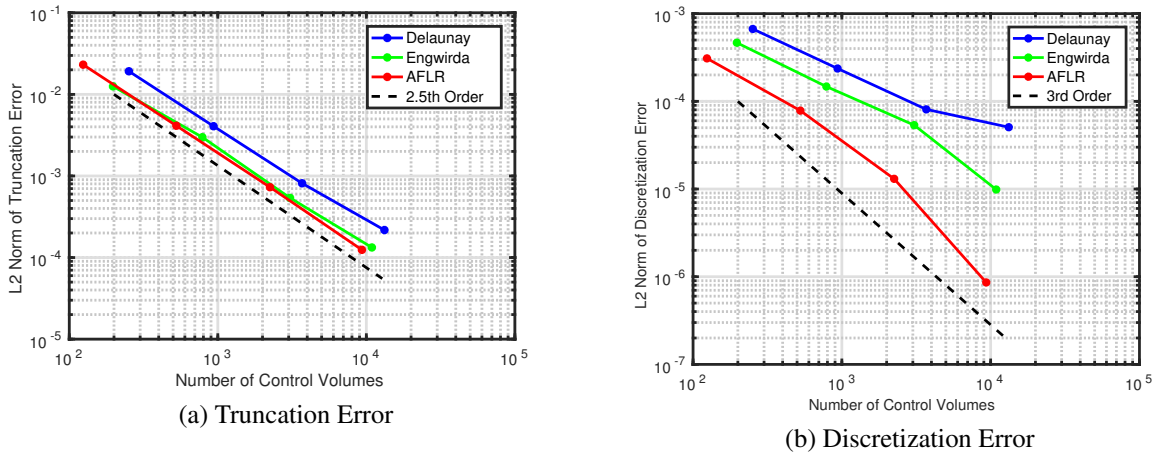 10^-1
10^-2
10^-3
10^-4
10^-5
10^2
10^3
10^4
10^5
L2 Norm of Truncation Error
Number of Control Volumes
Delaunay
Engwirda
AFLR
2.5th Order
(a) Truncation Error
10^-3
10^-4
10^-5
10^-6
10^-7
10^2
10^3
10^4
10^5
L2 Norm of Discretization Error
Number of Control Volumes
Delaunay
Engwirda
AFLR
3rd Order
(b) Discretization Error